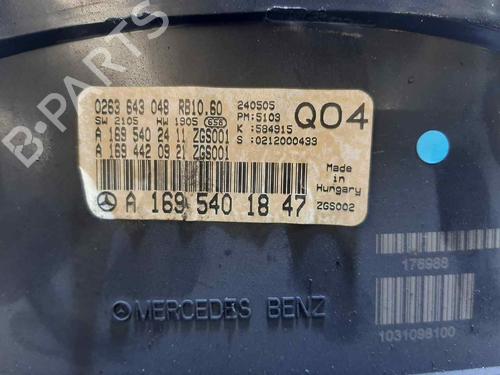 0263 643 048 RB10.60
SW 2105 HW 1905 GSG
A 169 540 24 11 ZGS001
A 169 442 09 21 ZGS001
A 169 540 18 47
240505
PM:5109
K :584915
S :0212000433
Q04
Made
in
Hungary
ZGS002
B-PARTS
MERCEDES BENZ
176988
1031098100